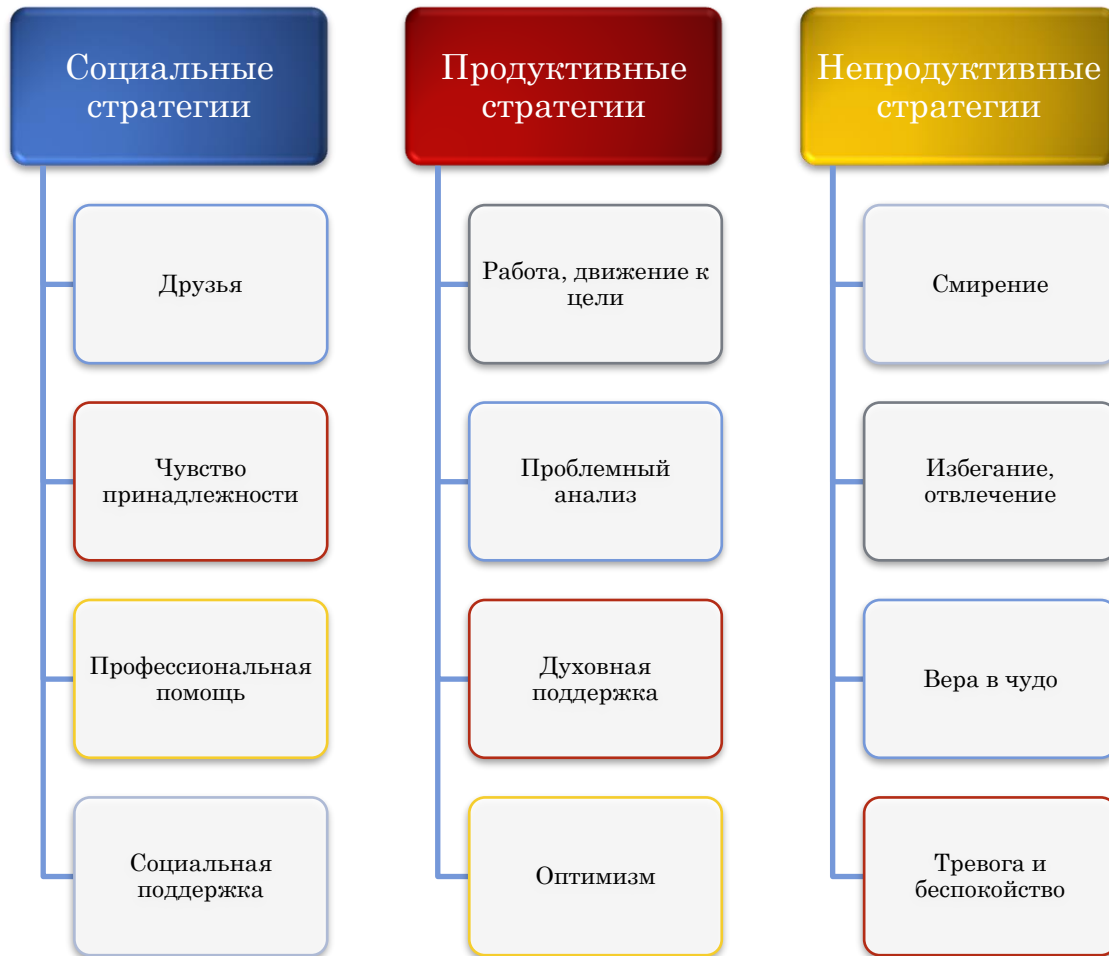 Социальные
стратегии
Друзья
Чувство
принадлежности
Профессиональная
помощь
Социальная
поддержка
Продуктивные
стратегии
Работа, движение к
цели
Проблемный
анализ
Духовная
поддержка
Оптимизм
Непродуктивные
стратегии
Смирение
Избегание,
отвлечение
Вера в чудо
Тревога и
беспокойство